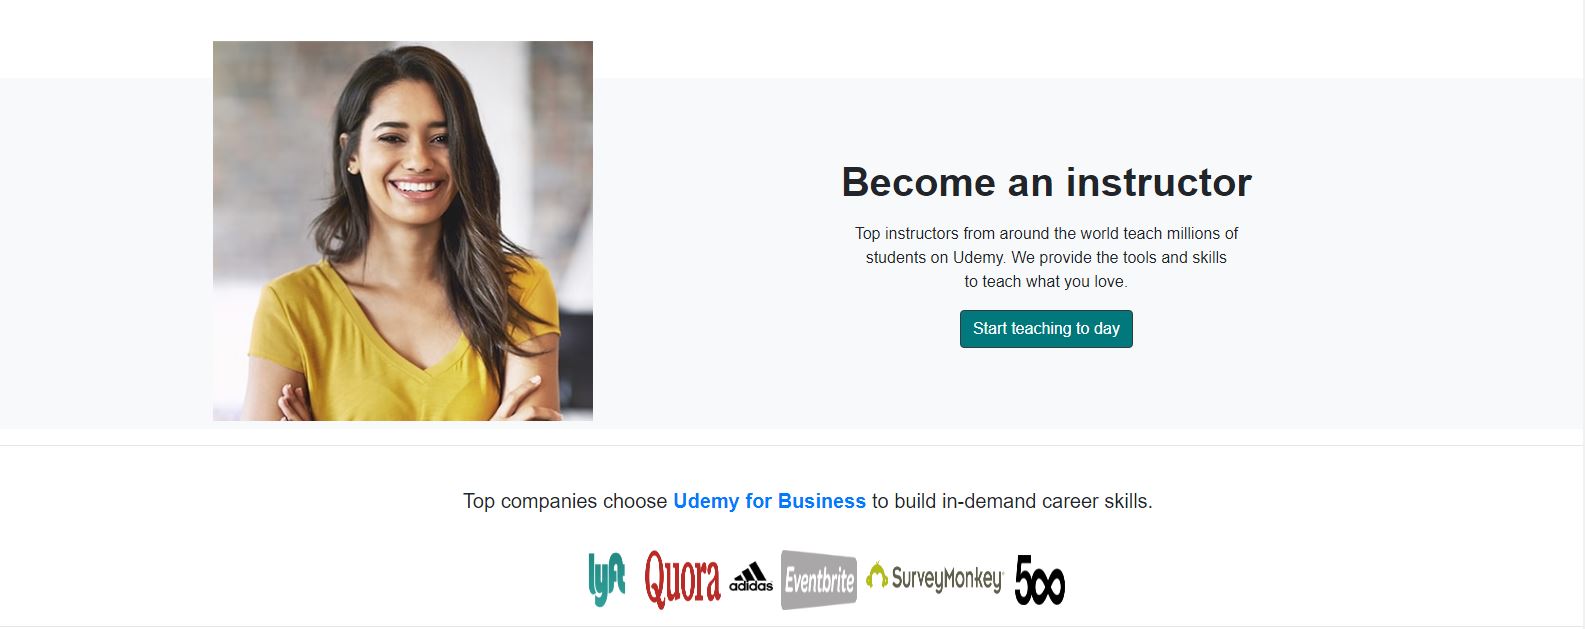 Become an instructor
Top instructors from around the world teach millions of
students on Udemy. We provide the tools and skills
to teach what you love.
Start teaching to day
Top companies choose Udemy for Business to build in-demand career skills.
lyft Quora adidas Eventbrite SurveyMonkey 500